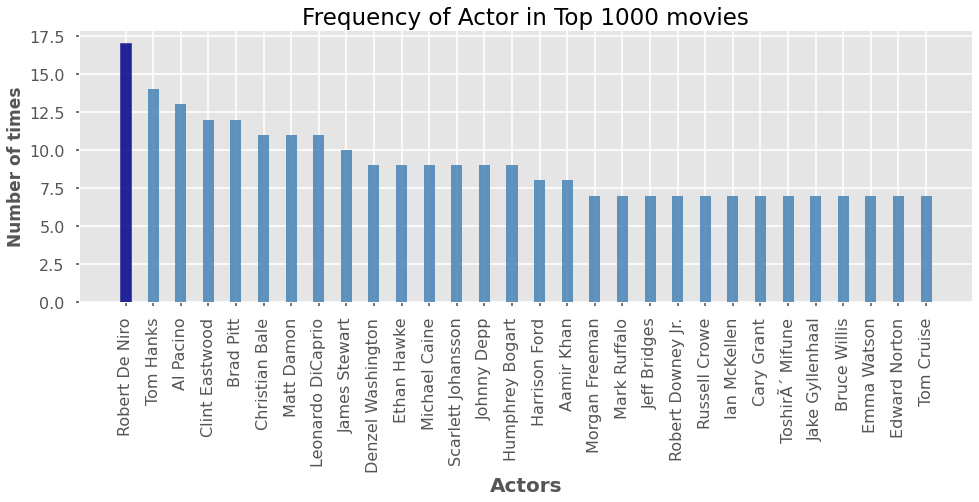 Frequency of Actor in Top 1000 movies
Number of times
17.5
15.0
12.5
10.0
7.5
5.0
2.5
0.0
Robert De Niro
Tom Hanks
Al Pacino
Clint Eastwood
Brad Pitt
Christian Bale
Matt Damon
Leonardo DiCaprio
James Stewart
Denzel Washington
Ethan Hawke
Michael Caine
Scarlett Johansson
Johnny Depp
Humphrey Bogart
Harrison Ford
Aamir Khan
Morgan Freeman
Mark Ruffalo
Jeff Bridges
Robert Downey Jr.
Russell Crowe
Ian McKellen
Cary Grant
ToshirÃ´ Mifune
Jake Gyllenhaal
Bruce Willis
Emma Watson
Edward Norton
Tom Cruise
Actors